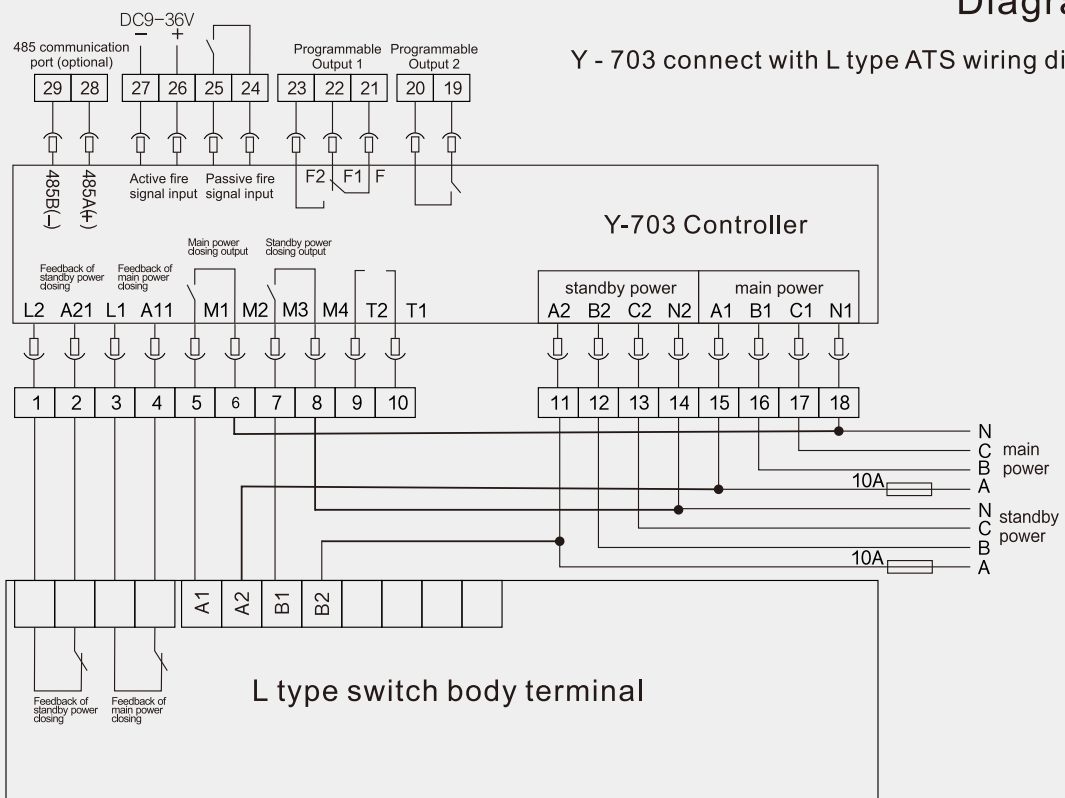 Diagra
Y - 703 connect with L type ATS wiring di
DC9-36V
− +
485 communication
port (optional)
Programmable
Output 1
Programmable
Output 2
29 28 27 26 25 24 23 22 21 20 19
485B(−)
485A(+)
Active fire
signal input
Passive fire
signal input
F2 F1 F
Y-703 Controller
Main power
closing output
Standby power
closing output
Feedback of
standby power
closing
Feedback of
main power
closing
L2 A21 L1 A11 M1 M2 M3 M4 T2 T1
standby power main power
A2 B2 C2 N2 A1 B1 C1 N1
1 2 3 4 5 6 7 8 9 10
11 12 13 14 15 16 17 18
N
C
B
A
main
power
10A
N
C
B
A
standby
power
10A
A1 A2 B1 B2
Feedback of
standby power
closing
Feedback of
main power
closing
L type switch body terminal